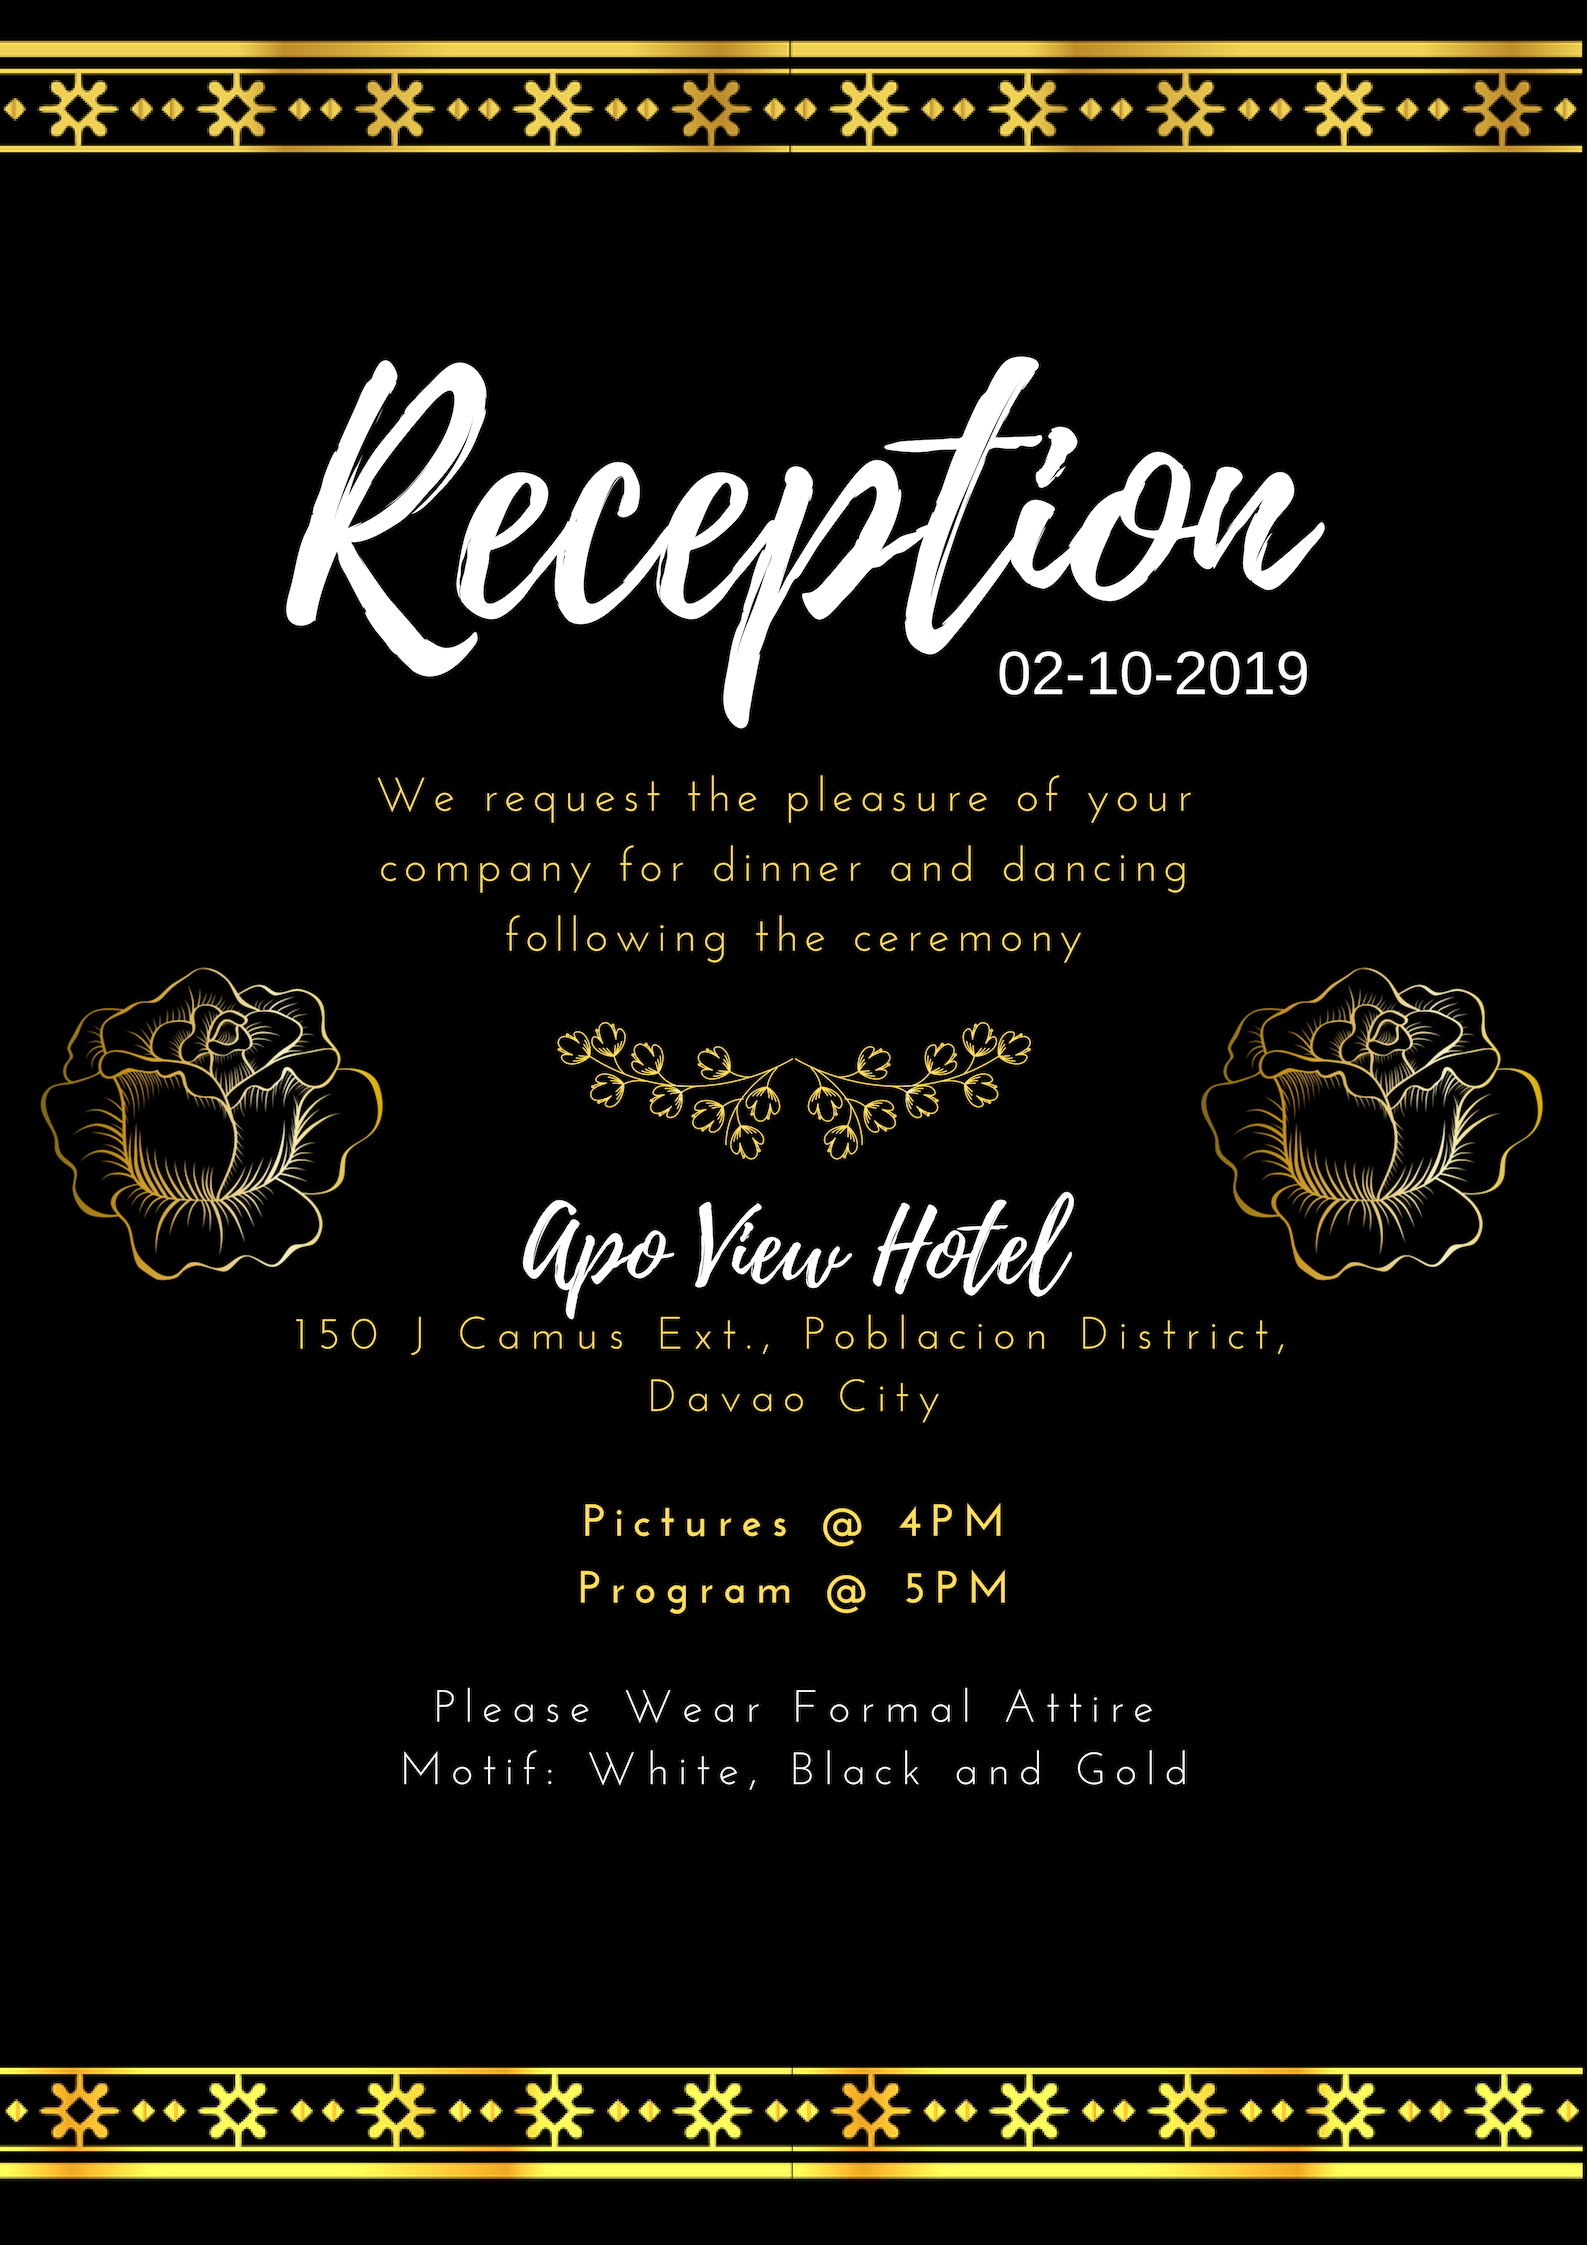 Reception
02-10-2019
We request the pleasure of your
company for dinner and dancing
following the ceremony
Apo View Hotel
150 J Camus Ext., Poblacion District,
Davao City
Pictures @ 4PM
Program @ 5PM
Please Wear Formal Attire
Motif: White, Black and Gold